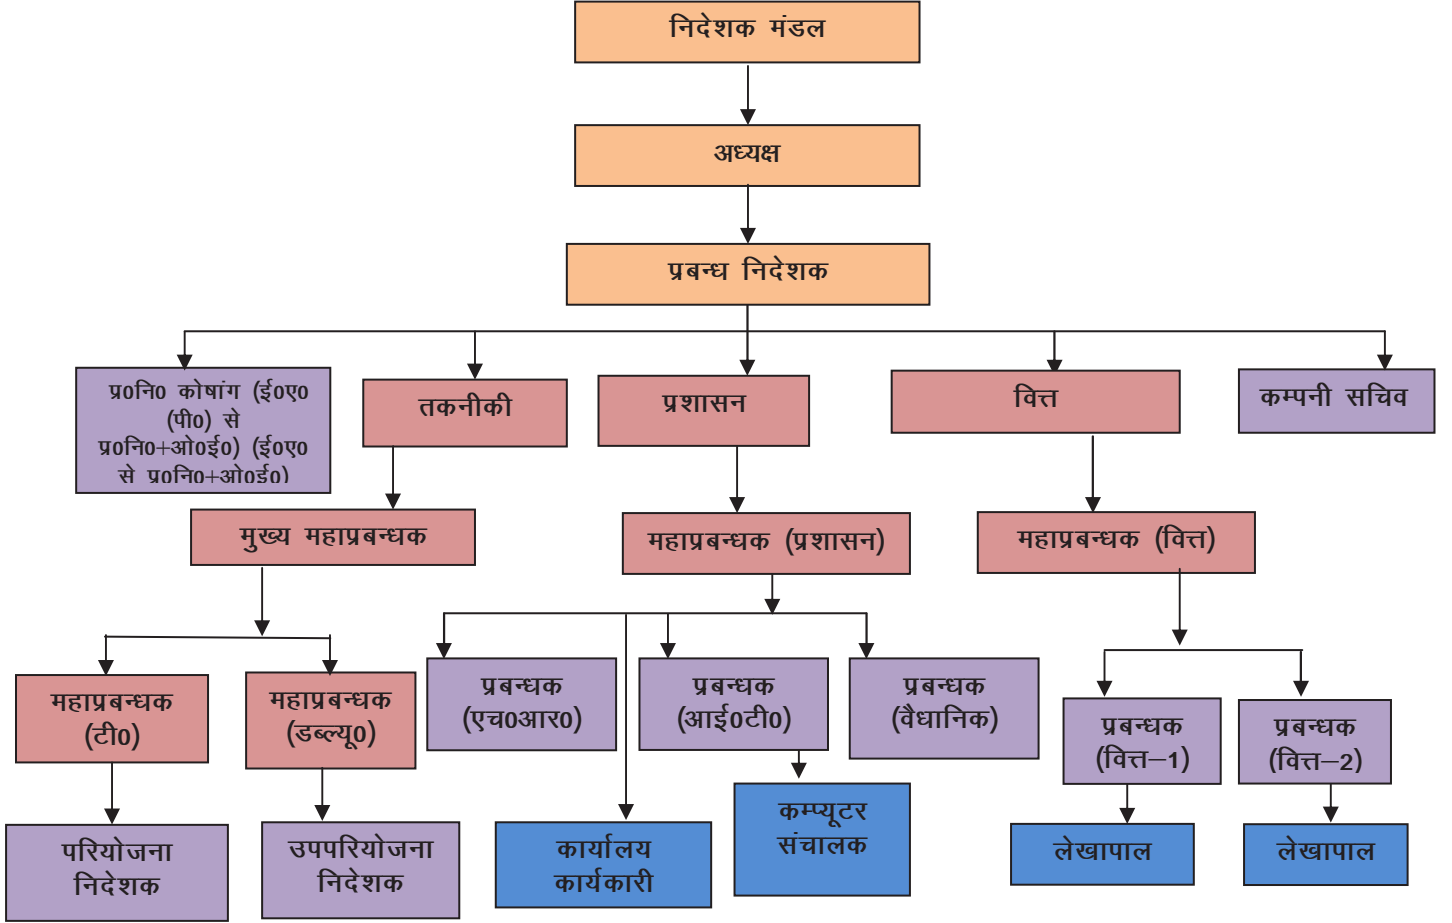 निदेशक मंडल
अध्यक्ष
प्रबन्ध निदेशक
प्र0नि0 कोषांग (ई0ए0
(पी0) से
प्र0नि0+ओ0ई0) (ई0ए0
से प्र0नि0+ओ0ई0)
तकनीकी
प्रशासन
वित्त
कम्पनी सचिव
मुख्य महाप्रबन्धक
महाप्रबन्धक (प्रशासन)
महाप्रबन्धक (वित्त)
महाप्रबन्धक
(टी0)
महाप्रबन्धक
(डब्ल्यू0)
प्रबन्धक
(एच0आर0)
प्रबन्धक
(आई0टी0)
प्रबन्धक
(वैधानिक)
प्रबन्धक
(वित्त–1)
प्रबन्धक
(वित्त–2)
परियोजना
निदेशक
उपपरियोजना
निदेशक
कार्यालय
कार्यकारी
कम्प्यूटर
संचालक
लेखापाल
लेखापाल